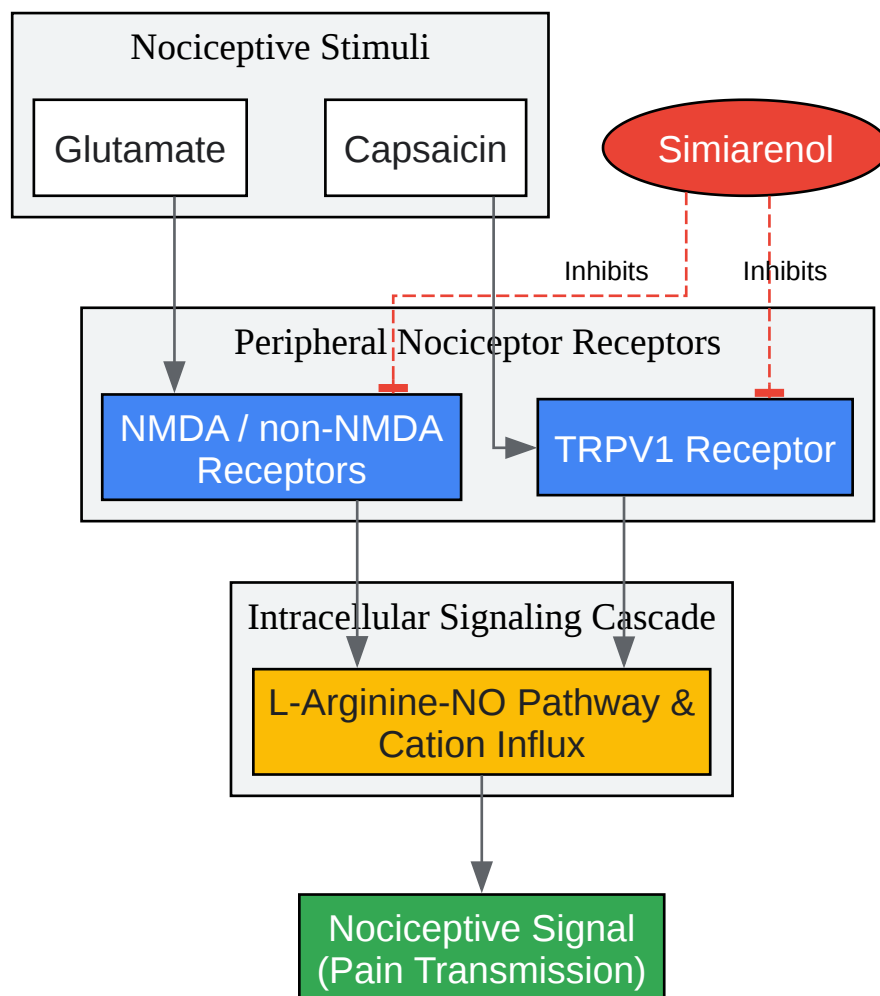 Nociceptive Stimuli
Glutamate
Capsaicin
Simiarenol
Inhibits
Inhibits
Peripheral Nociceptor Receptors
NMDA / non-NMDA
Receptors
TRPV1 Receptor
Intracellular Signaling Cascade
L-Arginine-NO Pathway &
Cation Influx
Nociceptive Signal
(Pain Transmission)